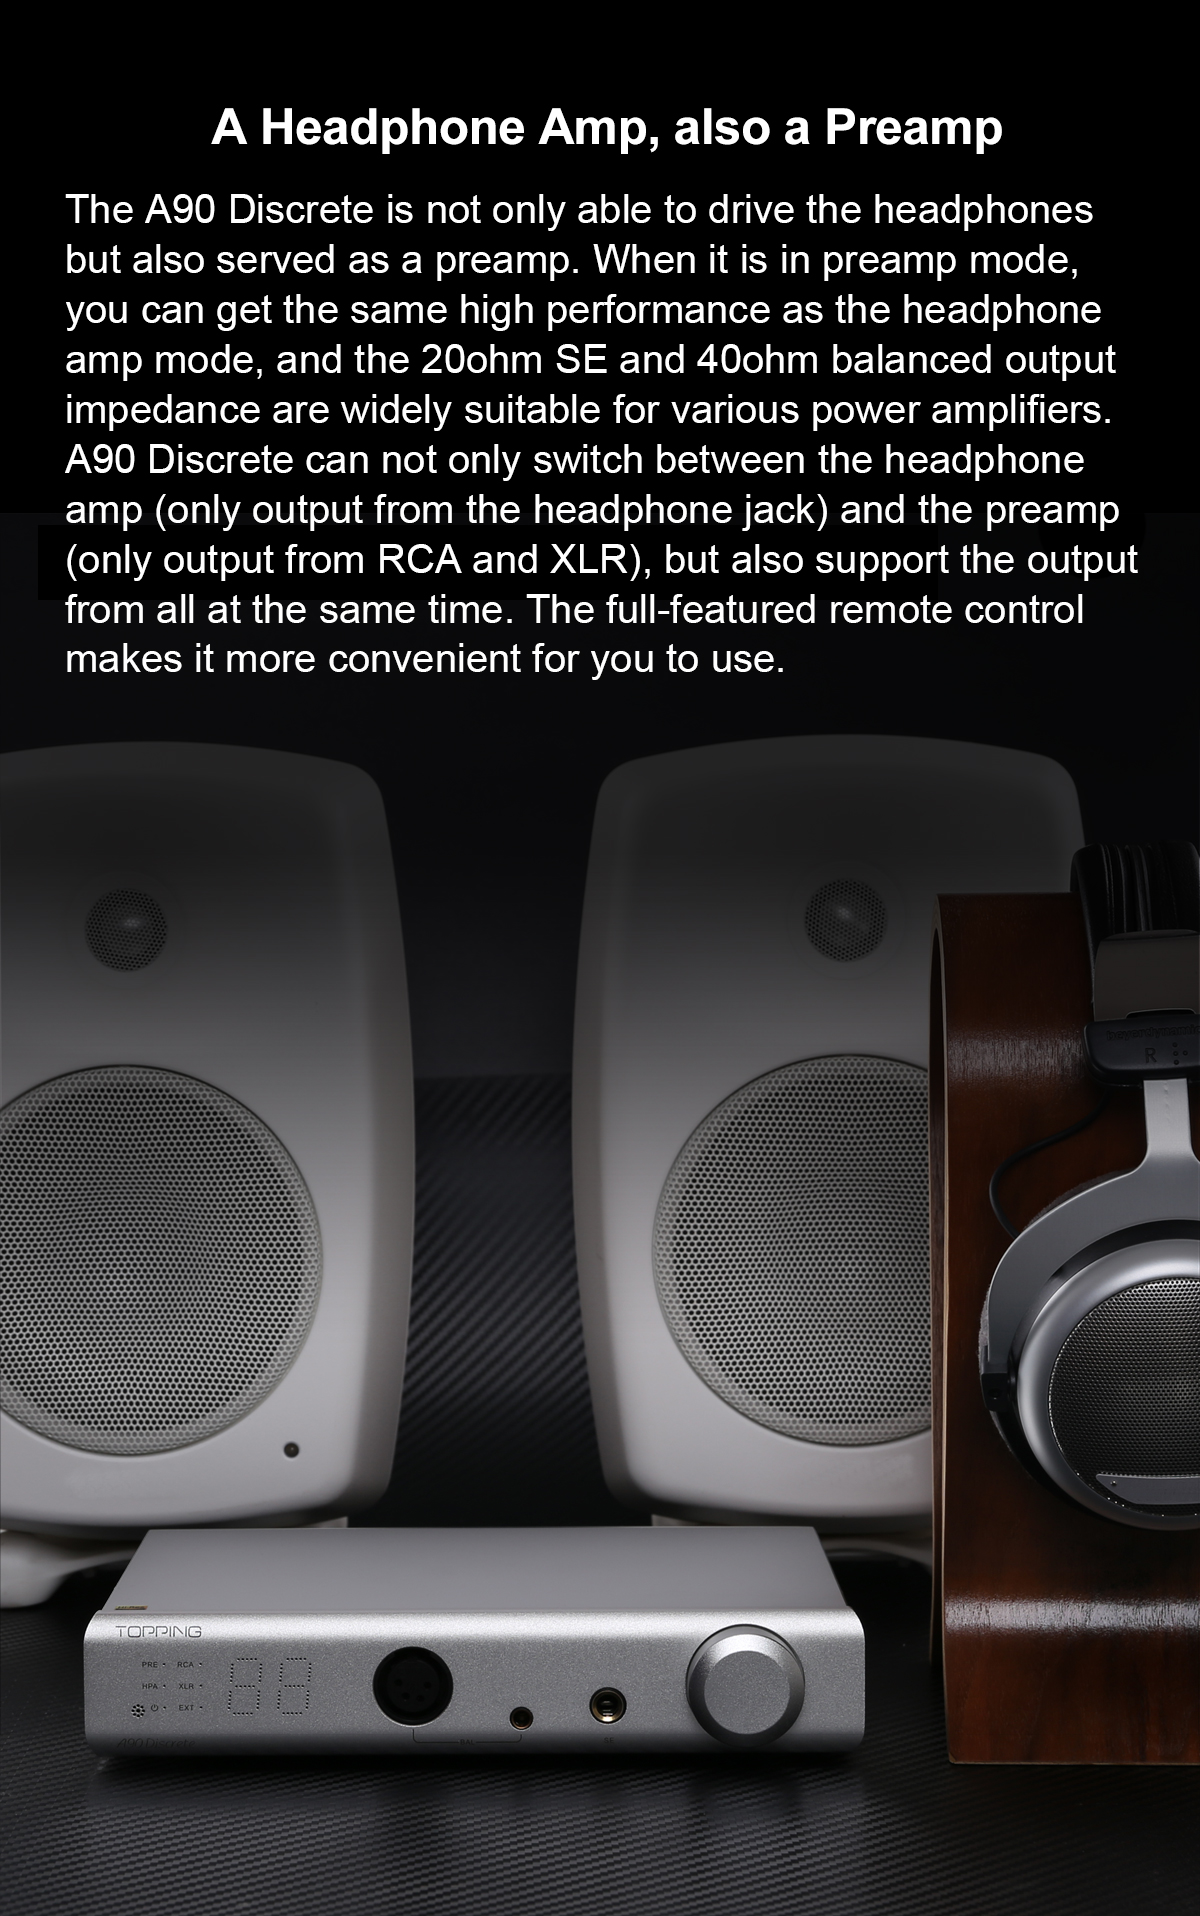 A Headphone Amp, also a Preamp
The A90 Discrete is not only able to drive the headphones
but also served as a preamp. When it is in preamp mode,
you can get the same high performance as the headphone
amp mode, and the 20ohm SE and 40ohm balanced output
impedance are widely suitable for various power amplifiers.
A90 Discrete can not only switch between the headphone
amp (only output from the headphone jack) and the preamp
(only output from RCA and XLR), but also support the output
from all at the same time. The full-featured remote control
makes it more convenient for you to use.
R
TOPPING
PRE RCA
HPA XLR
EXT
88
BAL
SE
A90 Discrete